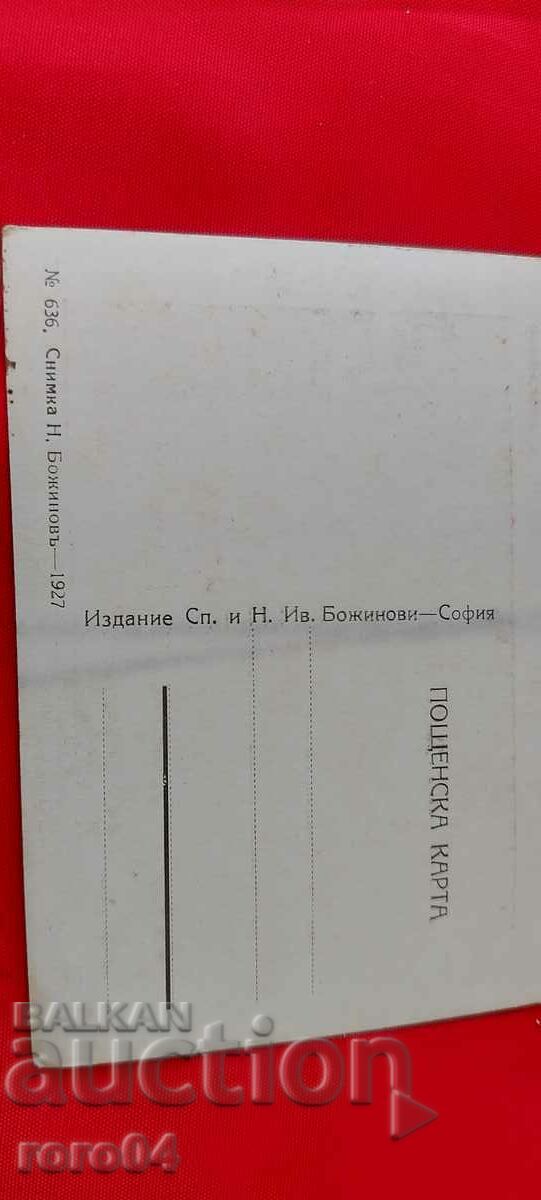 № 636. Снимка Н. Божиновъ—1927
Издание Сп. и Н. Ив. Божинови—София
ПОЩЕНСКА КАРТА
BALKAN
auction
roro04